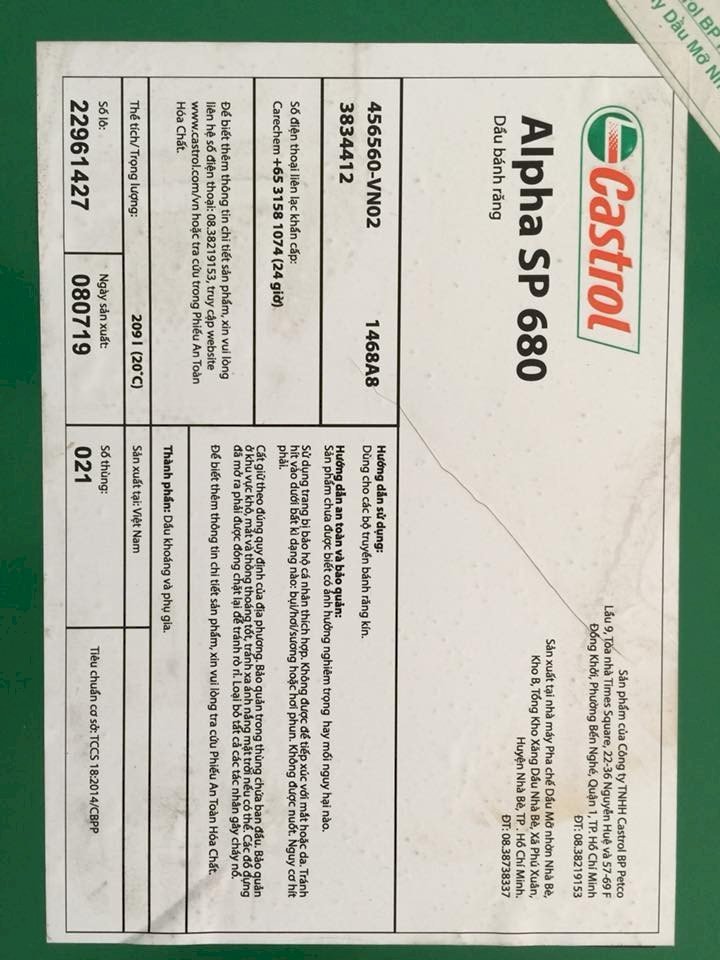 Castrol
Alpha SP 680
Dầu bánh răng
Sản phẩm của Công ty TNHH Castrol BP Petco
Lầu 9, Tòa nhà Times Square, 22-36 Nguyễn Huệ và 57-69 F
Đồng Khởi, Phường Bến Nghé, Quận 1, TP. Hồ Chí Minh
ĐT: 08.38219153
Sản xuất tại nhà máy Pha chế Dầu Mỡ nhờn Nhà Bè,
Kho B, Tổng Kho Xăng Dầu Nhà Bè, Xã Phú Xuân,
Huyện Nhà Bè, TP . Hồ Chí Minh.
ĐT: 08.38738337
456560-VN02 1468A8
3834412
Số điện thoại liên lạc khẩn cấp:
Carechem +65 3158 1074 (24 giờ)
Để biết thêm thông tin chi tiết sản phẩm, xin vui lòng
liên hệ số điện thoại: 08.38219153, truy cập website
www.castrol.com/vn hoặc tra cứu trong Phiếu An Toàn
Hóa Chất.
Thể tích/ Trọng lượng: 209 l (20°C)
Số lô: Ngày sản xuất:
22961427 080719
Hướng dẫn sử dụng:
Dùng cho các bộ truyền bánh răng kín.
Hướng dẫn an toàn và bảo quản:
Sản phẩm chưa được biết có ảnh hưởng nghiêm trọng hay mối nguy hại nào.
Sử dụng trang bị bảo hộ cá nhân thích hợp. Không được để tiếp xúc với mắt hoặc da. Tránh
hít vào dưới bất kì dạng nào: bụi/hơi/sương hoặc hơi phun. Không được nuốt. Nguy cơ hít
phải.
Cất giữ theo đúng quy định của địa phương. Bảo quản trong thùng chứa ban đầu. Bảo quản
ở khu vực khô, mát và thông thoáng tốt, tránh xa ánh nắng mặt trời nếu có thể. Các đồ đựng
đã mở ra phải được đóng chặt lại để tránh rò rỉ. Loại bỏ tất cả các tác nhân gây cháy nổ.
Để biết thêm thông tin chi tiết sản phẩm, xin vui lòng tra cứu Phiếu An Toàn Hóa Chất.
Thành phần: Dầu khoáng và phụ gia.
Sản xuất tại: Việt Nam
Số thùng:
021
Tiêu chuẩn cơ sở: TCCS 18:2014/CBPP